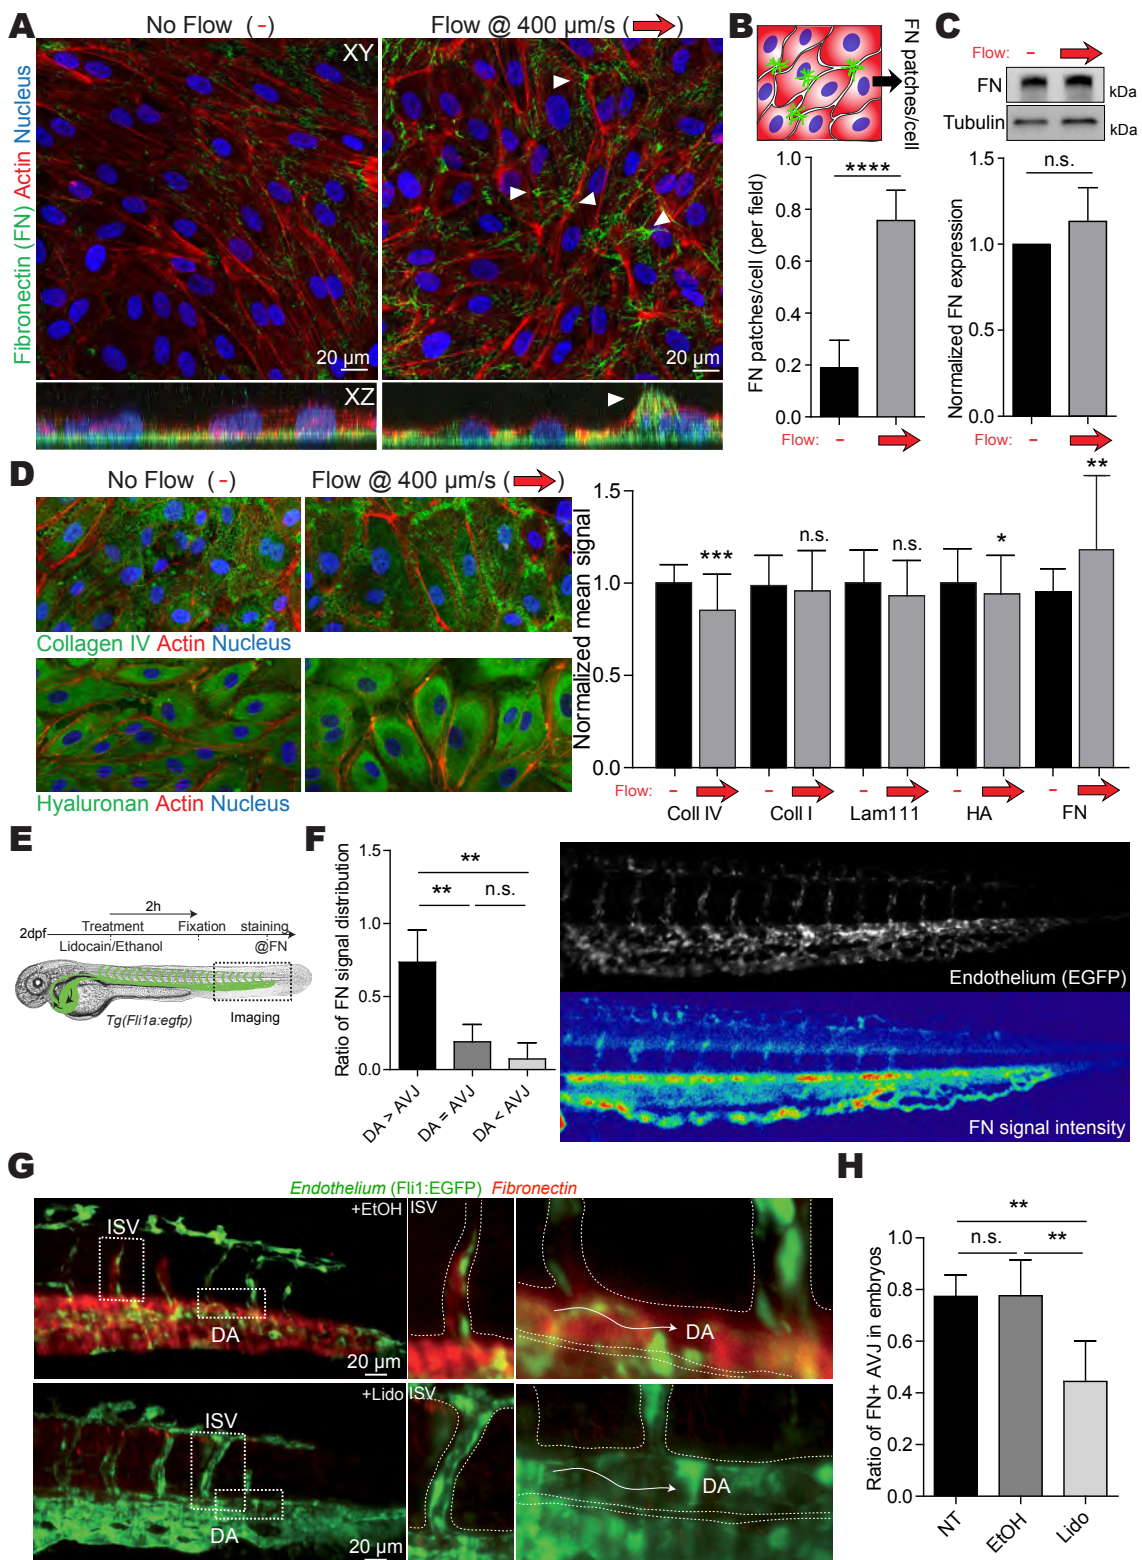 A
No Flow (-)
Flow @ 400 µm/s ( )
Fibronectin (FN) Actin Nucleus
XY
20 µm
20 µm
XZ
B
FN patches/cell
FN patches/cell (per field)
1.0
0.8
0.6
0.4
0.2
0.0
****
Flow: -
C
Flow: -
FN
kDa
Tubulin
kDa
Normalized FN expression
1.5
1.0
0.5
0.0
n.s.
Flow: -
D
No Flow (-)
Flow @ 400 µm/s ( )
Collagen IV Actin Nucleus
Hyaluronan Actin Nucleus
Normalized mean signal
1.5
1.0
0.5
0.0
*** n.s. n.s. * **
Flow: - - - - -
Coll IV Coll I Lam111 HA FN
E
2h
Treatment Fixation staining
2dpf
Lidocain/Ethanol @FN
Tg(Fli1a:egfp)
Imaging
F
Ratio of FN signal distribution
1.5
1.0
0.5
0.0
**
** n.s.
DA > AVJ
DA = AVJ
DA < AVJ
Endothelium (EGFP)
FN signal intensity
G
Endothelium (Fli1:EGFP) Fibronectin
+EtOH
ISV
DA
20 µm
ISV
DA
+Lido
ISV
DA
20 µm
ISV
DA
H
Ratio of FN+ AVJ in embryos
1.0
0.8
0.6
0.4
0.2
0.0
**
n.s. **
NT
EtOH
Lido